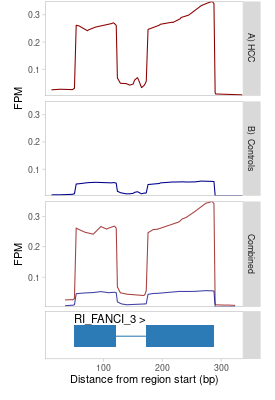 0.3
0.2
0.1
A) HCC
0.3
0.2
0.1
B) Controls
FPM
0.3
0.2
0.1
Combined
FPM
RI_FANCI_3 >
100
200
300
Distance from region start (bp)